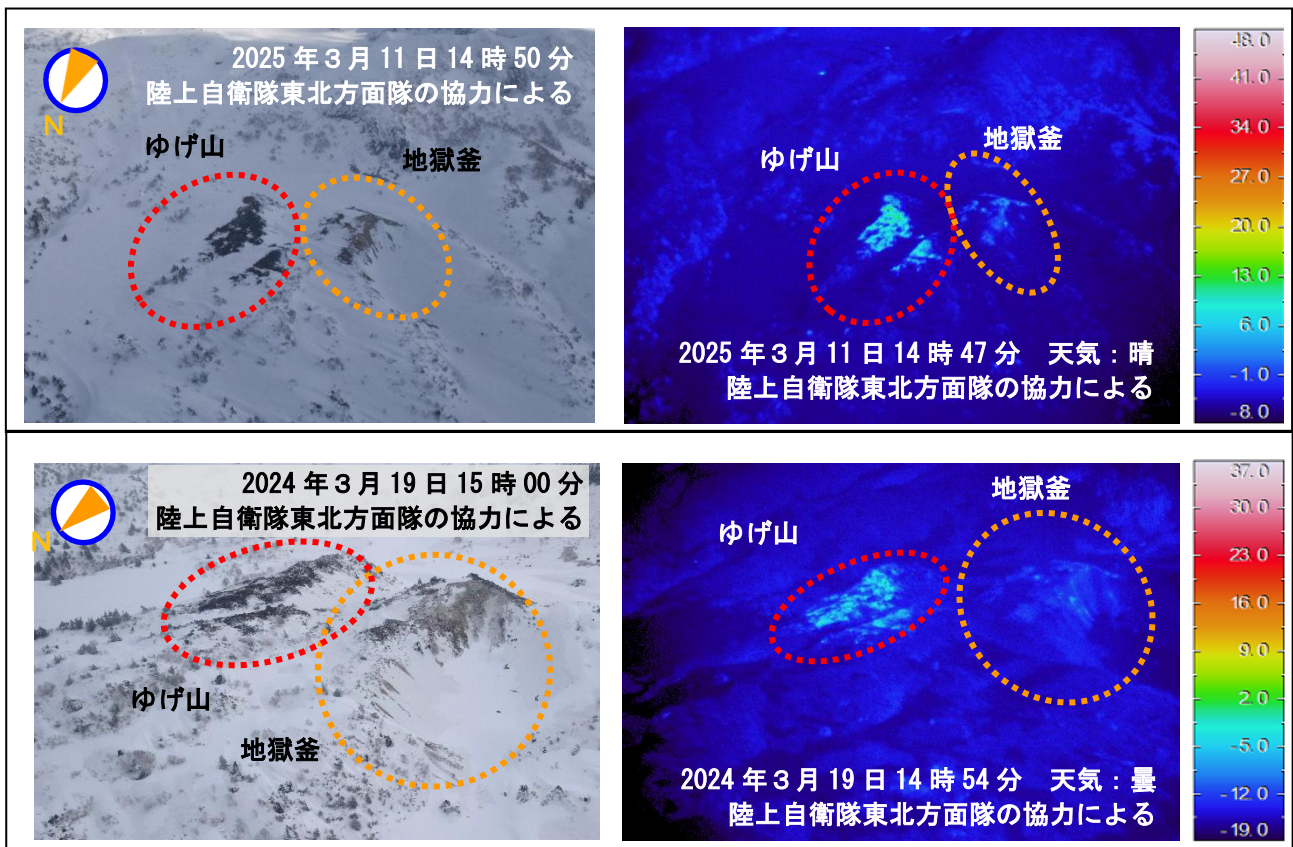 2025年3月11日14時50分
陸上自衛隊東北方面隊の協力による
N
ゆげ山
地獄釜
ゆげ山
地獄釜
2025年3月11日14時47分 天気：晴
陸上自衛隊東北方面隊の協力による
48.0
41.0
34.0
27.0
20.0
13.0
6.0
-1.0
-8.0
2024年3月19日15時00分
陸上自衛隊東北方面隊の協力による
N
ゆげ山
地獄釜
地獄釜
ゆげ山
2024年3月19日14時54分 天気：曇
陸上自衛隊東北方面隊の協力による
37.0
30.0
23.0
16.0
9.0
2.0
-5.0
-12.0
-19.0